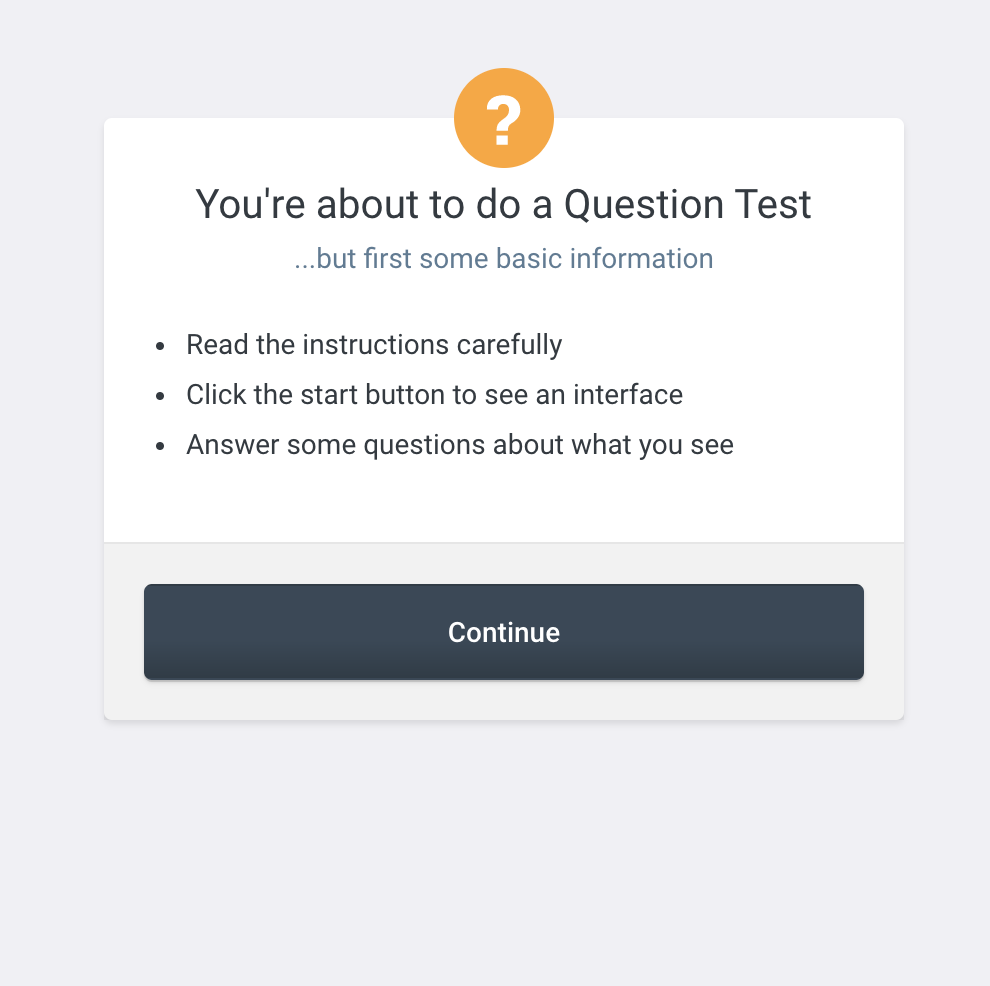 ?
You're about to do a Question Test
...but first some basic information
• Read the instructions carefully
• Click the start button to see an interface
• Answer some questions about what you see
Continue